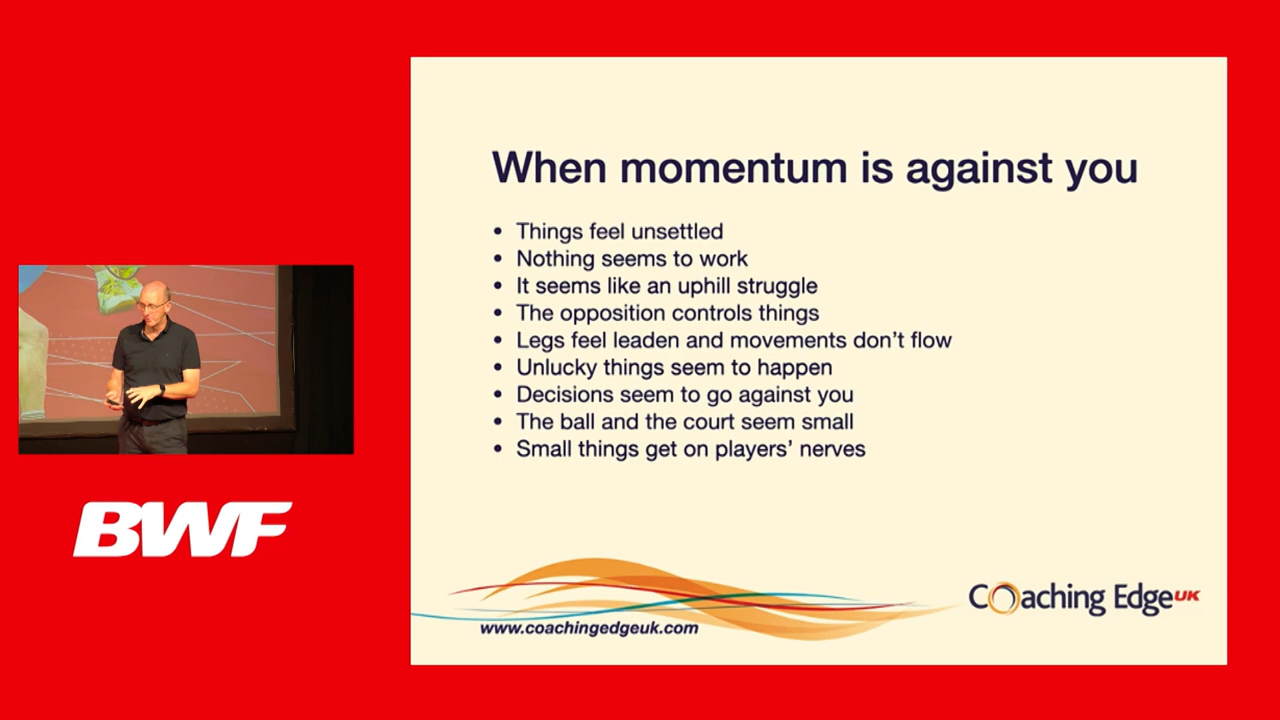 When momentum is against you
• Things feel unsettled
• Nothing seems to work
• It seems like an uphill struggle
• The opposition controls things
• Legs feel leaden and movements don't flow
• Unlucky things seem to happen
• Decisions seem to go against you
• The ball and the court seem small
• Small things get on players' nerves
BWF
Coaching Edge UK
www.coachingedgeuk.com